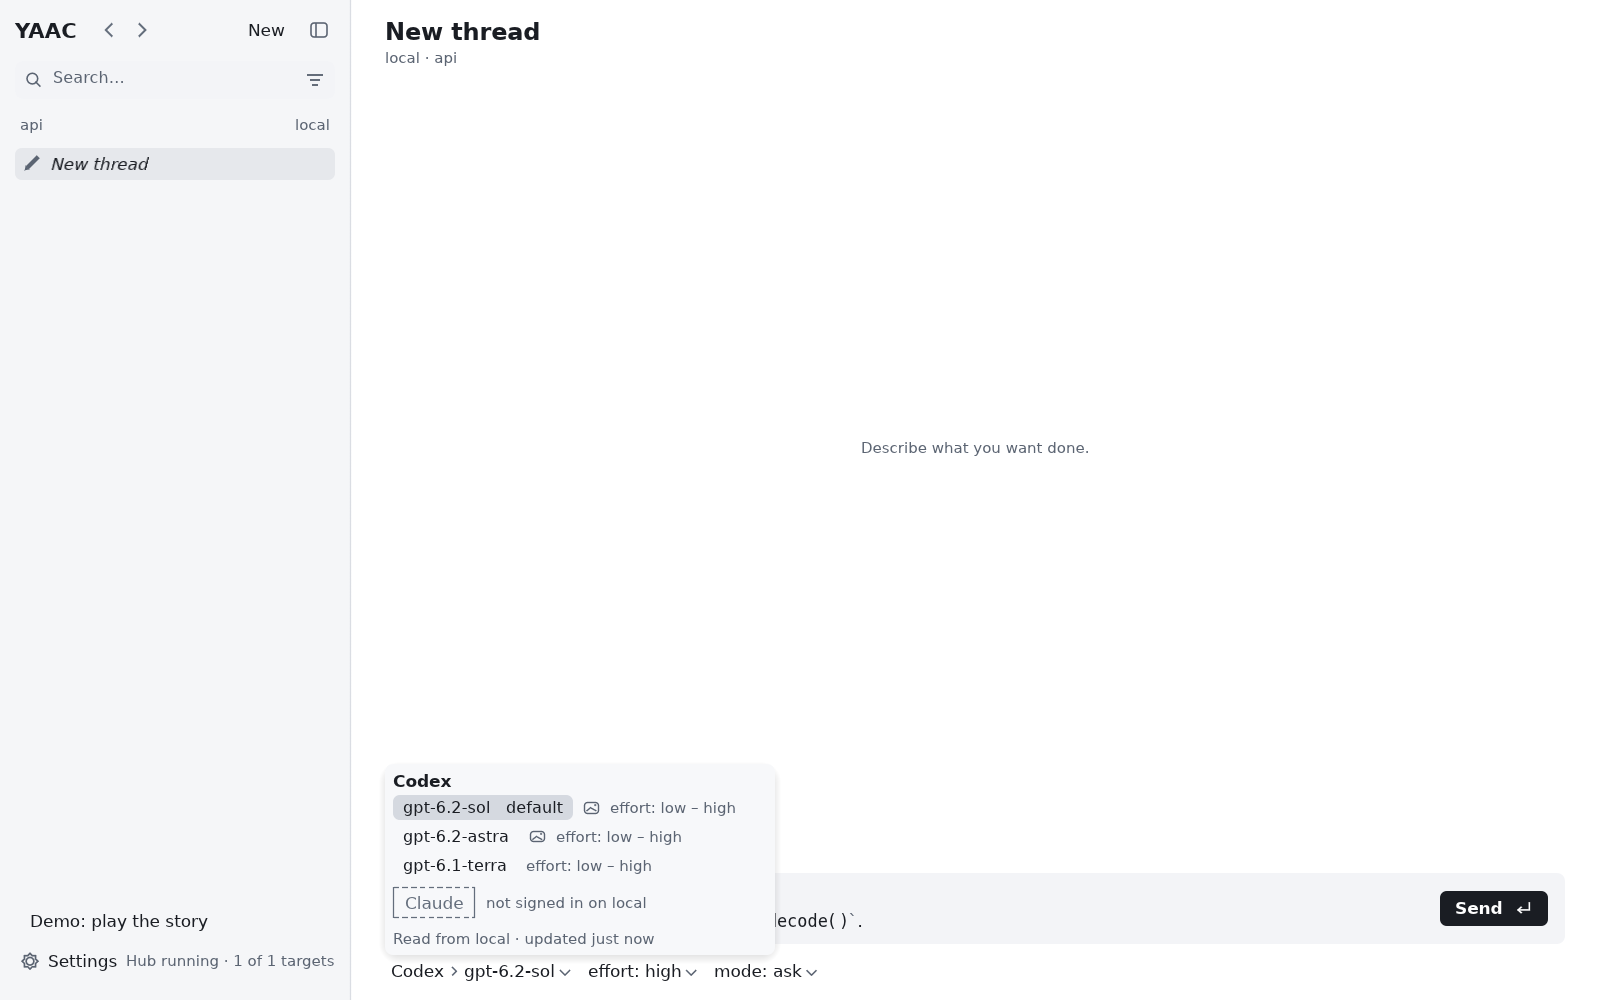 YAAC
New
Search...
api
local
New thread
Demo: play the story
Settings
Hub running · 1 of 1 targets
New thread
local · api
Describe what you want done.
Codex
gpt-6.2-sol default effort: low – high
gpt-6.2-astra effort: low – high
gpt-6.1-terra effort: low – high
Claude not signed in on local
Read from local · updated just now
ecode()`.
Send
Codex > gpt-6.2-sol effort: high mode: ask